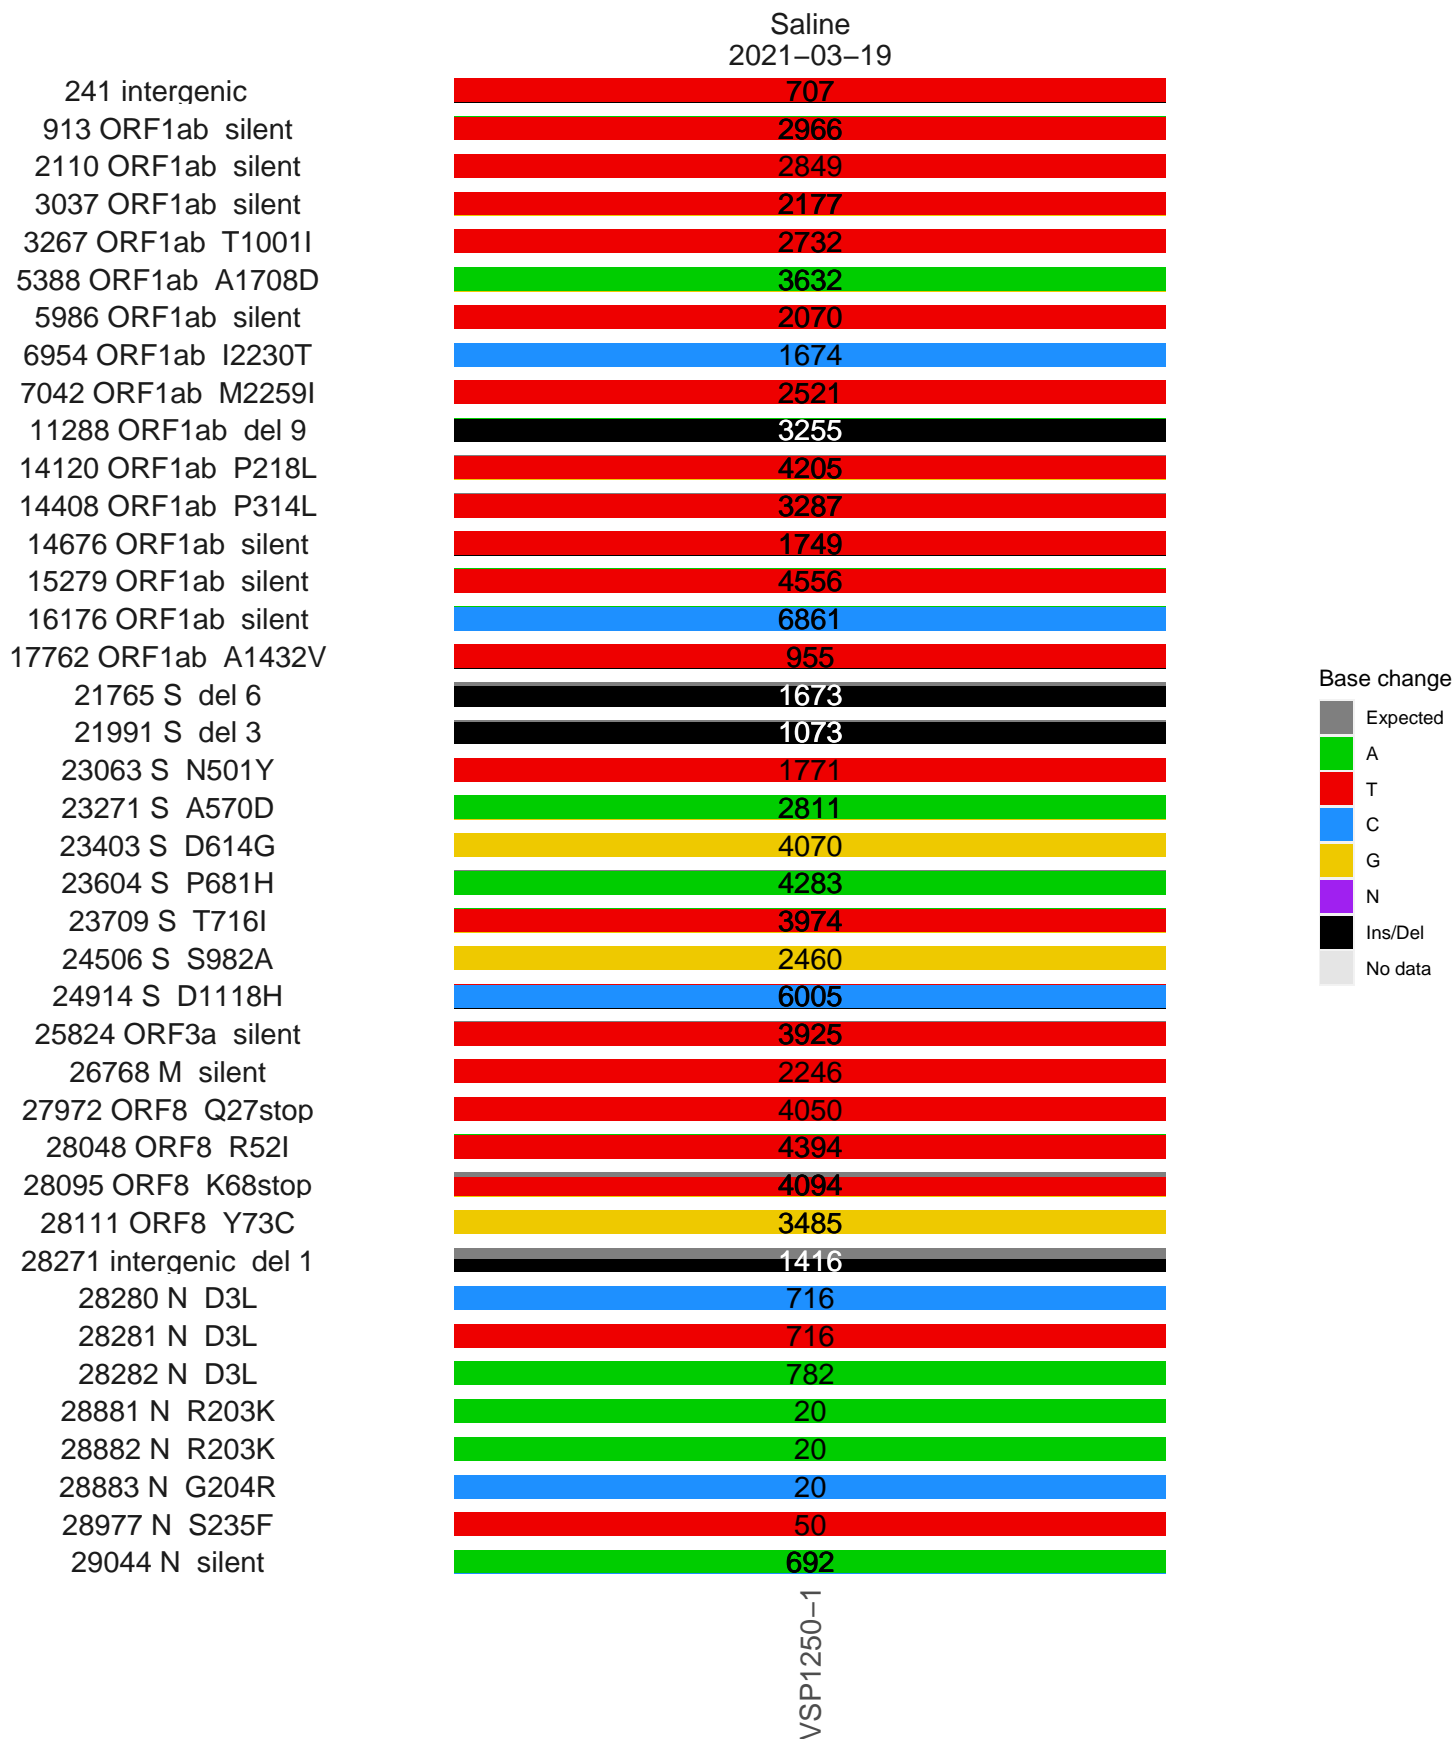 Saline
2021−03−19
241 intergenic 707
913 ORF1ab silent 2966
2110 ORF1ab silent 2849
3037 ORF1ab silent 2177
3267 ORF1ab T1001I 2732
5388 ORF1ab A1708D 3632
5986 ORF1ab silent 2070
6954 ORF1ab I2230T 1674
7042 ORF1ab M2259I 2521
11288 ORF1ab del 9 3255
14120 ORF1ab P218L 4205
14408 ORF1ab P314L 3287
14676 ORF1ab silent 1749
15279 ORF1ab silent 4556
16176 ORF1ab silent 6861
17762 ORF1ab A1432V 955
21765 S del 6 1673
21991 S del 3 1073
23063 S N501Y 1771
23271 S A570D 2811
23403 S D614G 4070
23604 S P681H 4283
23709 S T716I 3974
24506 S S982A 2460
24914 S D1118H 6005
25824 ORF3a silent 3925
26768 M silent 2246
27972 ORF8 Q27stop 4050
28048 ORF8 R52I 4394
28095 ORF8 K68stop 4094
28111 ORF8 Y73C 3485
28271 intergenic del 1 1416
28280 N D3L 716
28281 N D3L 716
28282 N D3L 782
28881 N R203K 20
28882 N R203K 20
28883 N G204R 20
28977 N S235F 50
29044 N silent 692
VSP1250−1
Base change
Expected
A
T
C
G
N
Ins/Del
No data